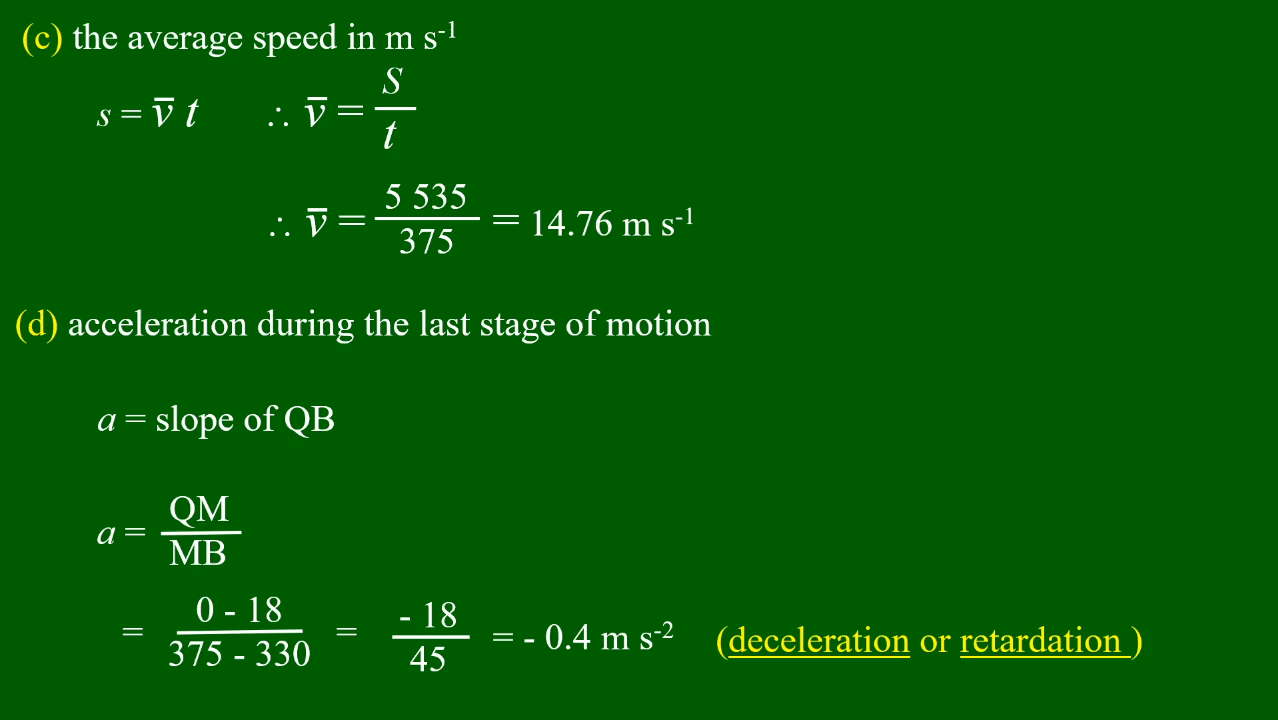 (c) the average speed in m s⁻¹
s = v̄ t ∴ v̄ = S / t
∴ v̄ = 5 535 / 375 = 14.76 m s⁻¹
(d) acceleration during the last stage of motion
a = slope of QB
a = QM / MB
= 0 - 18 / 375 - 330 = - 18 / 45 = - 0.4 m s⁻² (deceleration or retardation )